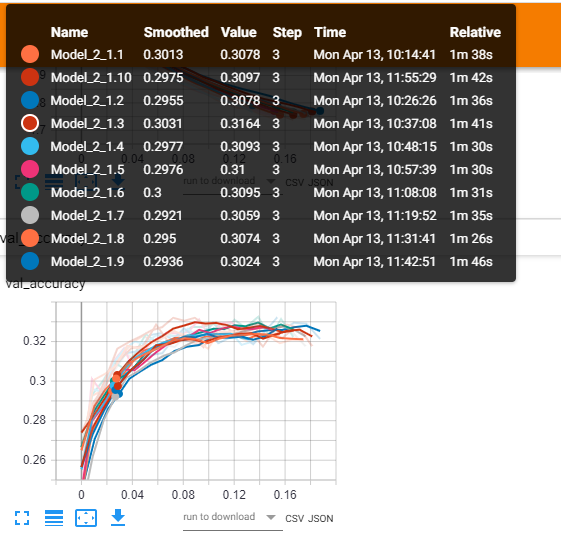 Name Smoothed Value Step Time Relative
Model_2_1.1 0.3013 0.3078 3 Mon Apr 13, 10:14:41 1m 38s
Model_2_1.10 0.2975 0.3097 3 Mon Apr 13, 11:55:29 1m 42s
Model_2_1.2 0.2955 0.3078 3 Mon Apr 13, 10:26:26 1m 36s
Model_2_1.3 0.3031 0.3164 3 Mon Apr 13, 10:37:08 1m 41s
Model_2_1.4 0.2977 0.3093 3 Mon Apr 13, 10:48:15 1m 30s
Model_2_1.5 0.2976 0.31 3 Mon Apr 13, 10:57:39 1m 30s
Model_2_1.6 0.3 0.3095 3 Mon Apr 13, 11:08:08 1m 31s
Model_2_1.7 0.2921 0.3059 3 Mon Apr 13, 11:19:52 1m 35s
Model_2_1.8 0.295 0.3074 3 Mon Apr 13, 11:31:41 1m 26s
Model_2_1.9 0.2936 0.3024 3 Mon Apr 13, 11:42:51 1m 46s
0 0.04 0.08 0.12 0.16
run to download CSV JSON
val_accuracy
0.32
0.3
0.28
0.26
0 0.04 0.08 0.12 0.16
run to download CSV JSON